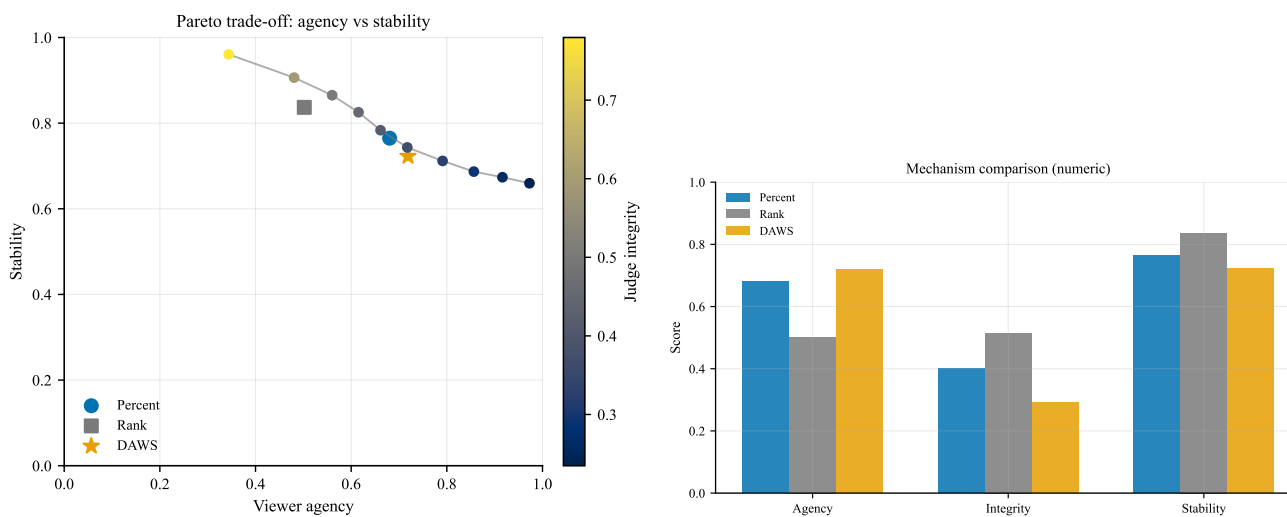 Pareto trade-off: agency vs stability
1.0
0.8
0.6
0.4
0.2
0.0
Stability
0.0 0.2 0.4 0.6 0.8 1.0
Viewer agency
Percent
Rank
DAWS
0.7
0.6
0.5
0.4
0.3
Judge integrity
Mechanism comparison (numeric)
1.0
0.8
0.6
0.4
0.2
0.0
Score
Percent
Rank
DAWS
Agency Integrity Stability